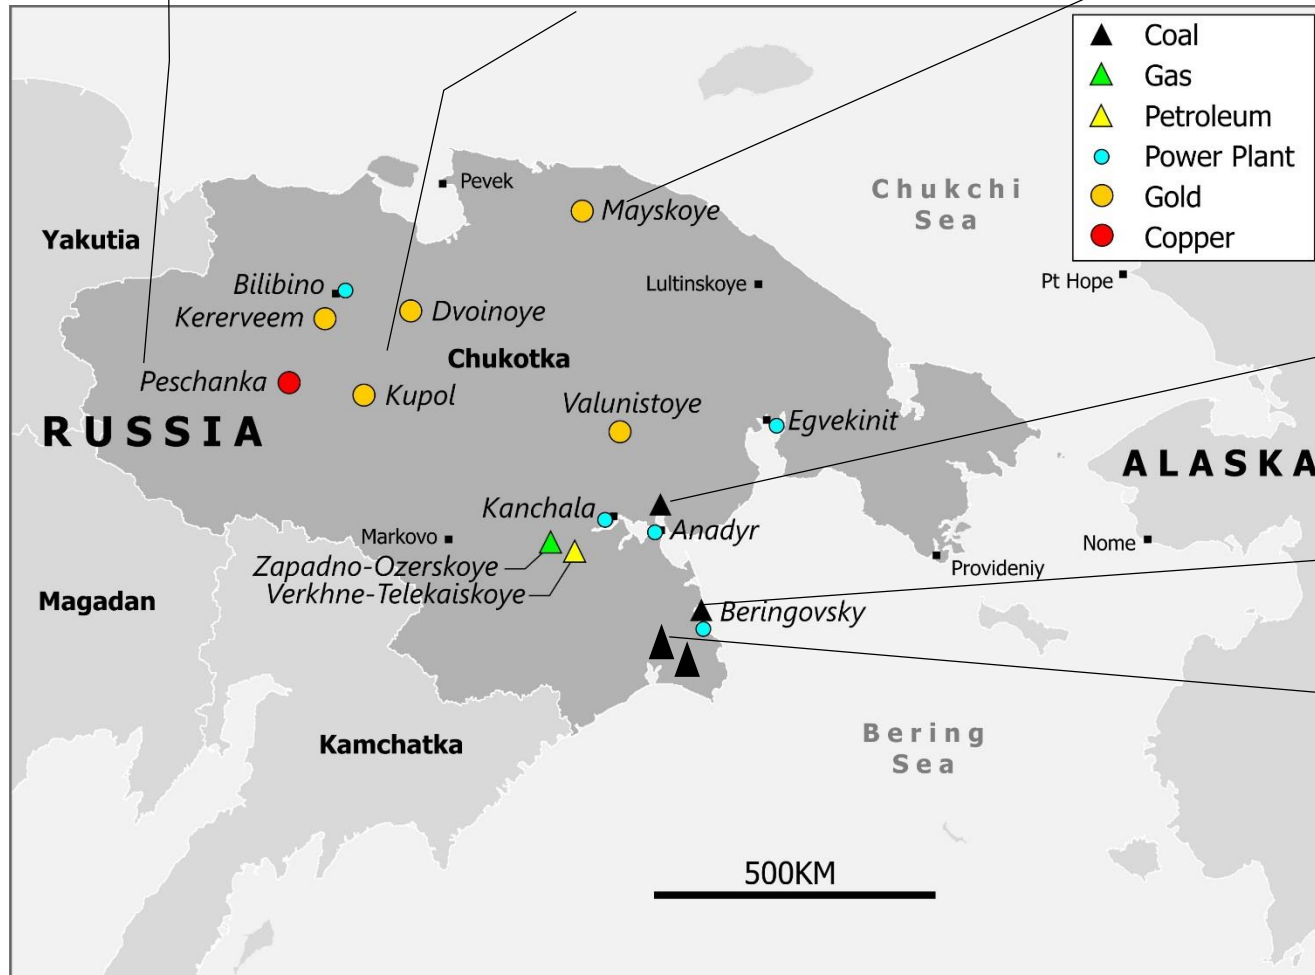 Coal
Gas
Petroleum
Power Plant
Gold
Copper
Chukchi
Sea
Pevek
Mayskoye
Yakutia
Pt Hope
Bilibino
Lultinskoye
Kererveem
Dvoinoye
Chukotka
Peschanka
Kupol
Valunistoye
RUSSIA
Egvekinit
ALASKA
Kanchala
Anadyr
Markovo
Nome
Zapadno-Ozerskoye
Provideniy
Verkhne-Telekaiskoye
Magadan
Beringovsky
Kamchatka
Bering
Sea
500KM